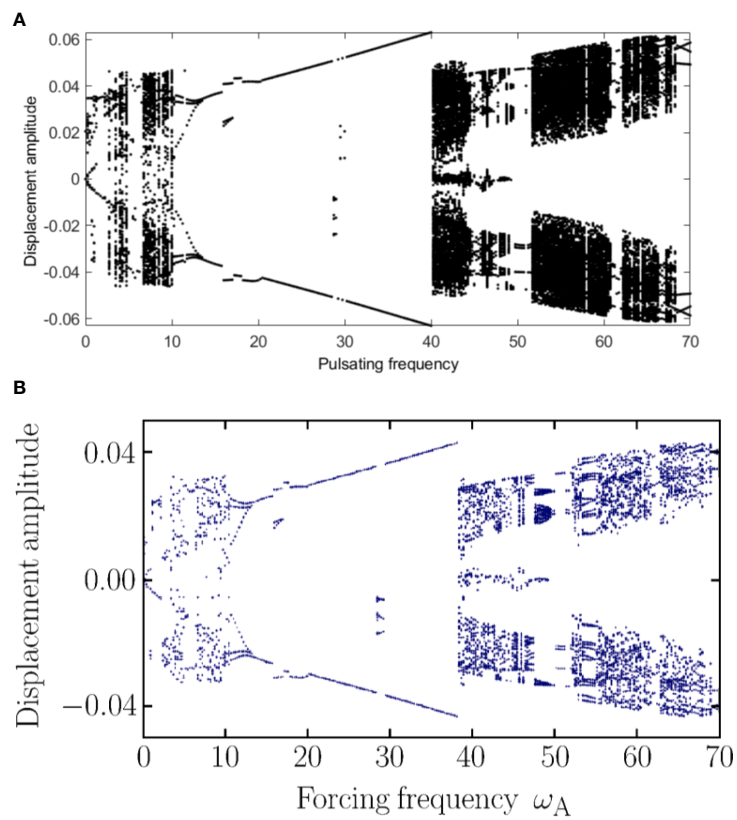 A
0.06
0.04
0.02
0
-0.02
-0.04
-0.06
Displacement amplitude
0 10 20 30 40 50 60 70
Pulsating frequency
B
0.04
0.00
−0.04
Displacement amplitude
0 10 20 30 40 50 60 70
Forcing frequency ω_A